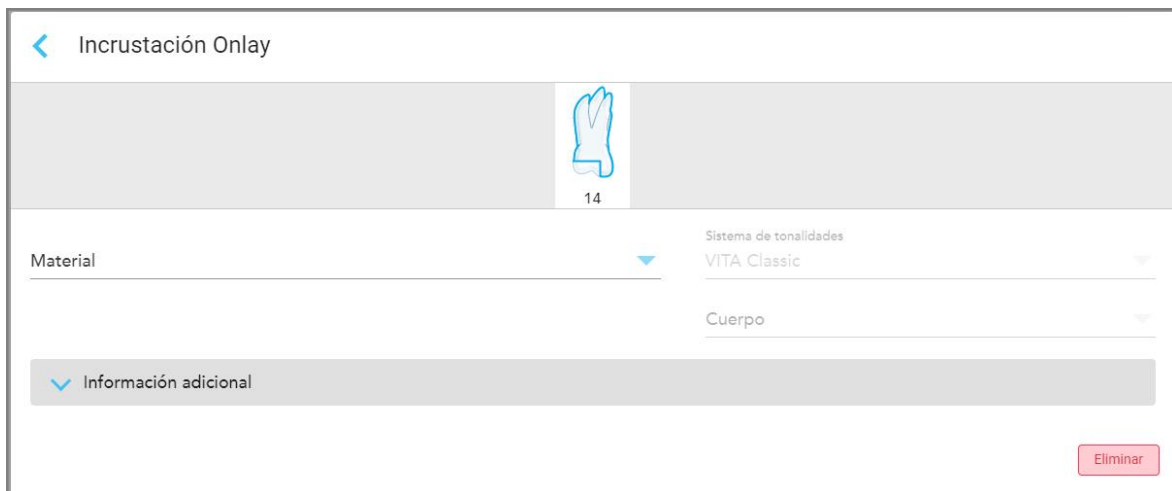 Incrustación Onlay
14
Material
Sistema de tonalidades
VITA Classic
Cuerpo
Información adicional
Eliminar